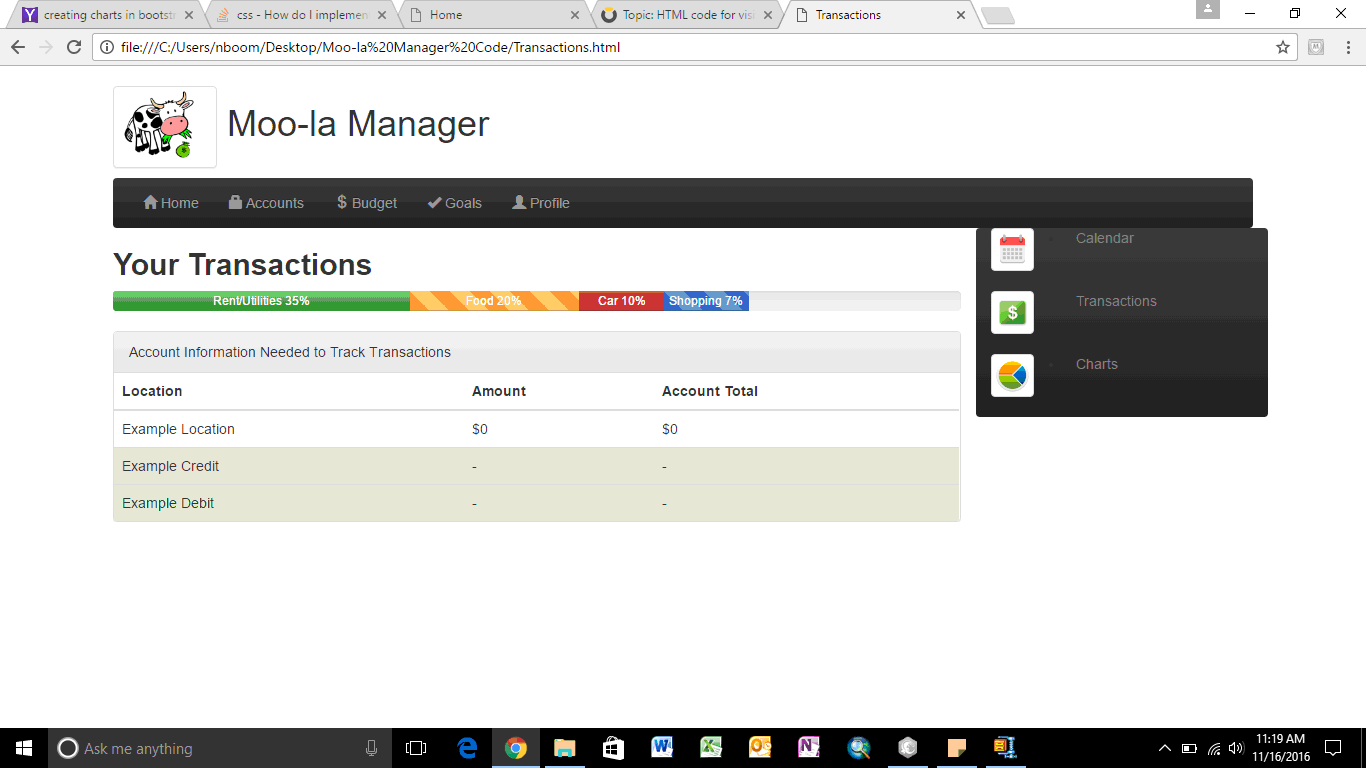 creating charts in bootstr
css - How do I implemen
Home
Topic: HTML code for vis
Transactions
file:///C:/Users/nboom/Desktop/Moo-la%20Manager%20Code/Transactions.html
Moo-la Manager
Home Accounts $ Budget Goals Profile
Calendar
Your Transactions
Rent/Utilities 35% Food 20% Car 10% Shopping 7%
$ Transactions
Account Information Needed to Track Transactions
Charts
Location Amount Account Total
Example Location $0 $0
Example Credit - -
Example Debit - -
Ask me anything
11:19 AM
11/16/2016